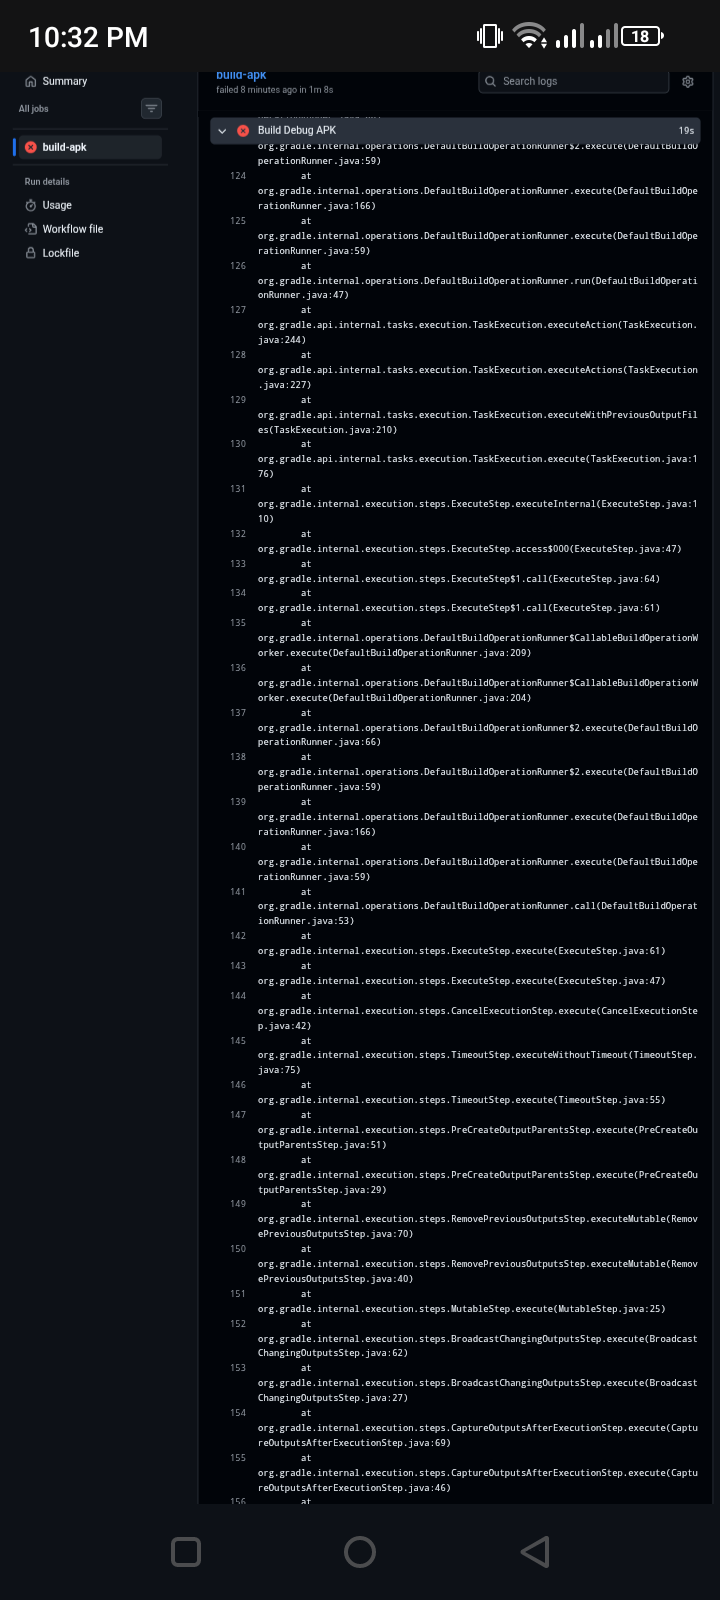 10:32 PM
18
Summary
build-apk
failed 8 minutes ago in 1m 8s
Search logs
All jobs
build-apk
Run details
Usage
Workflow file
Lockfile
Build Debug APK
19s
org.gradle.internal.operations.DefaultBuildOperationRunner$2.execute(DefaultBuildO
perationRunner.java:59)
124 at
org.gradle.internal.operations.DefaultBuildOperationRunner.execute(DefaultBuildOpe
rationRunner.java:166)
125 at
org.gradle.internal.operations.DefaultBuildOperationRunner.execute(DefaultBuildOpe
rationRunner.java:59)
126 at
org.gradle.internal.operations.DefaultBuildOperationRunner.run(DefaultBuildOperati
onRunner.java:47)
127 at
org.gradle.api.internal.tasks.execution.TaskExecution.executeAction(TaskExecution.
java:244)
128 at
org.gradle.api.internal.tasks.execution.TaskExecution.executeActions(TaskExecution
.java:227)
129 at
org.gradle.api.internal.tasks.execution.TaskExecution.executeWithPreviousOutputFil
es(TaskExecution.java:210)
130 at
org.gradle.api.internal.tasks.execution.TaskExecution.execute(TaskExecution.java:1
76)
131 at
org.gradle.internal.execution.steps.ExecuteStep.executeInternal(ExecuteStep.java:1
10)
132 at
org.gradle.internal.execution.steps.ExecuteStep.access$000(ExecuteStep.java:47)
133 at
org.gradle.internal.execution.steps.ExecuteStep$1.call(ExecuteStep.java:64)
134 at
org.gradle.internal.execution.steps.ExecuteStep$1.call(ExecuteStep.java:61)
135 at
org.gradle.internal.operations.DefaultBuildOperationRunner$CallableBuildOperationW
orker.execute(DefaultBuildOperationRunner.java:209)
136 at
org.gradle.internal.operations.DefaultBuildOperationRunner$CallableBuildOperationW
orker.execute(DefaultBuildOperationRunner.java:204)
137 at
org.gradle.internal.operations.DefaultBuildOperationRunner$2.execute(DefaultBuildO
perationRunner.java:66)
138 at
org.gradle.internal.operations.DefaultBuildOperationRunner$2.execute(DefaultBuildO
perationRunner.java:59)
139 at
org.gradle.internal.operations.DefaultBuildOperationRunner.execute(DefaultBuildOpe
rationRunner.java:166)
140 at
org.gradle.internal.operations.DefaultBuildOperationRunner.execute(DefaultBuildOpe
rationRunner.java:59)
141 at
org.gradle.internal.operations.DefaultBuildOperationRunner.call(DefaultBuildOperat
ionRunner.java:53)
142 at
org.gradle.internal.execution.steps.ExecuteStep.execute(ExecuteStep.java:61)
143 at
org.gradle.internal.execution.steps.ExecuteStep.execute(ExecuteStep.java:47)
144 at
org.gradle.internal.execution.steps.CancelExecutionStep.execute(CancelExecutionSte
p.java:42)
145 at
org.gradle.internal.execution.steps.TimeoutStep.executeWithoutTimeout(TimeoutStep.
java:75)
146 at
org.gradle.internal.execution.steps.TimeoutStep.execute(TimeoutStep.java:55)
147 at
org.gradle.internal.execution.steps.PreCreateOutputParentsStep.execute(PreCreateOu
tputParentsStep.java:51)
148 at
org.gradle.internal.execution.steps.PreCreateOutputParentsStep.execute(PreCreateOu
tputParentsStep.java:29)
149 at
org.gradle.internal.execution.steps.RemovePreviousOutputsStep.executeMutable(Remov
ePreviousOutputsStep.java:70)
150 at
org.gradle.internal.execution.steps.RemovePreviousOutputsStep.executeMutable(Remov
ePreviousOutputsStep.java:40)
151 at
org.gradle.internal.execution.steps.MutableStep.execute(MutableStep.java:25)
152 at
org.gradle.internal.execution.steps.BroadcastChangingOutputsStep.execute(Broadcast
ChangingOutputsStep.java:62)
153 at
org.gradle.internal.execution.steps.BroadcastChangingOutputsStep.execute(Broadcast
ChangingOutputsStep.java:27)
154 at
org.gradle.internal.execution.steps.CaptureOutputsAfterExecutionStep.execute(Captu
reOutputsAfterExecutionStep.java:69)
155 at
org.gradle.internal.execution.steps.CaptureOutputsAfterExecutionStep.execute(Captu
reOutputsAfterExecutionStep.java:46)
156 at